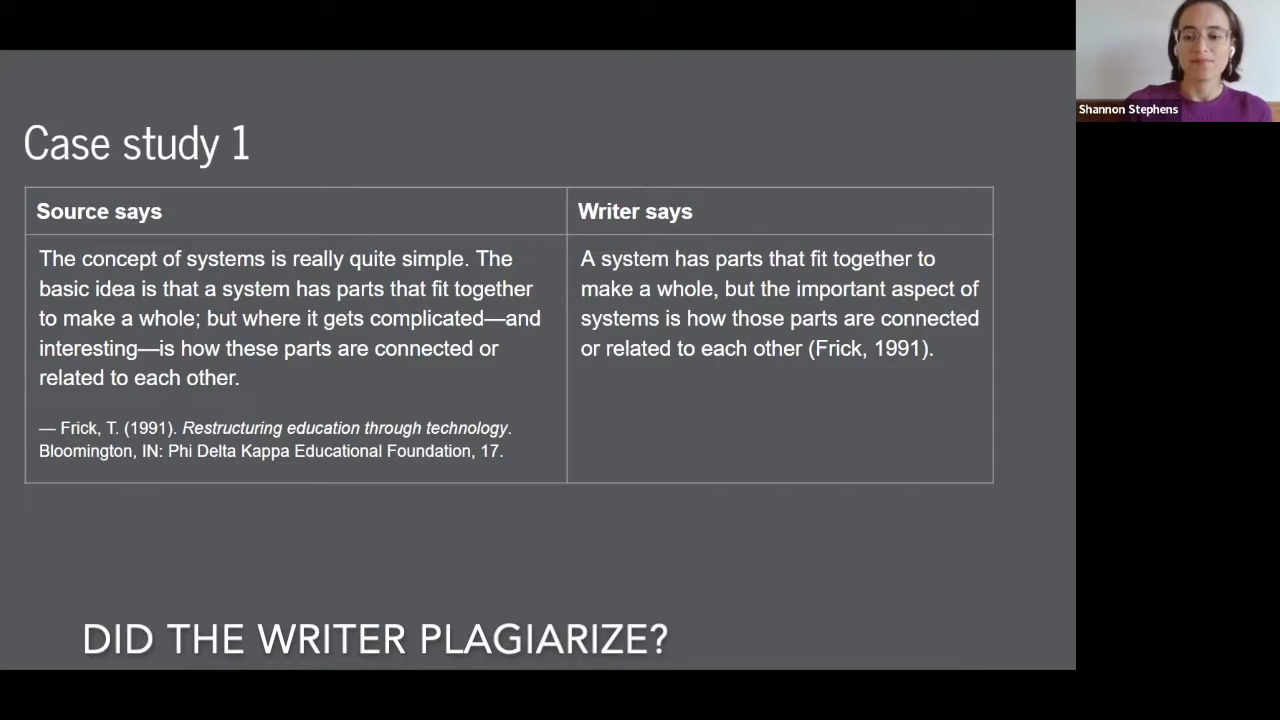 Shannon Stephens
Case study 1
Source says
The concept of systems is really quite simple. The
basic idea is that a system has parts that fit together
to make a whole; but where it gets complicated—and
interesting—is how these parts are connected or
related to each other.
— Frick, T. (1991). Restructuring education through technology.
Bloomington, IN: Phi Delta Kappa Educational Foundation, 17.
Writer says
A system has parts that fit together to
make a whole, but the important aspect of
systems is how those parts are connected
or related to each other (Frick, 1991).
DID THE WRITER PLAGIARIZE?